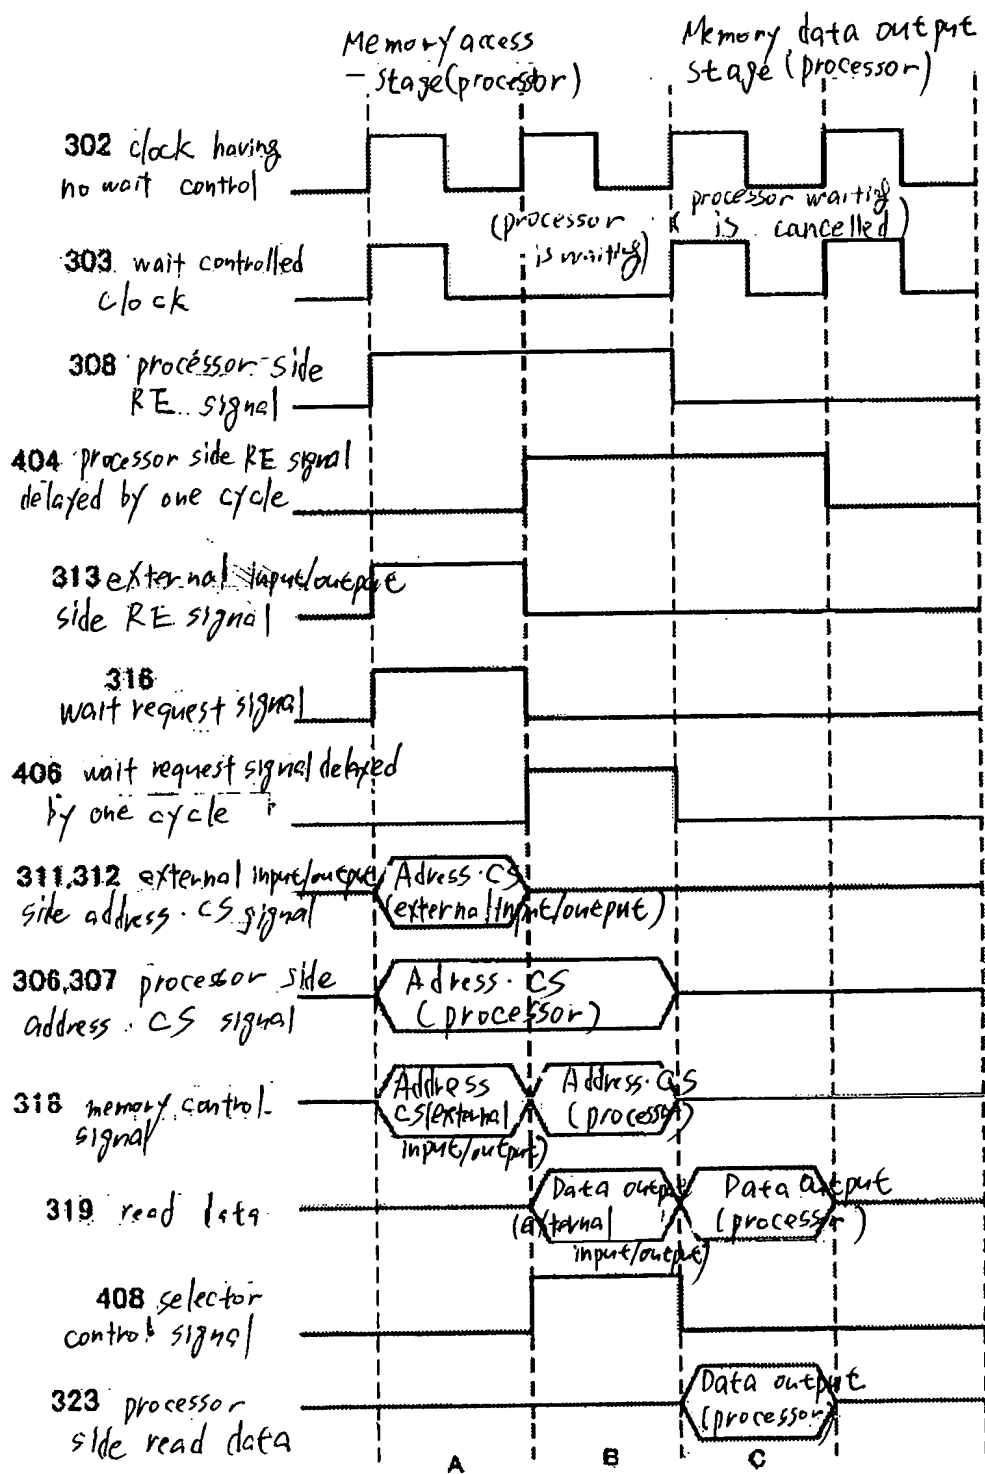 Memory access
stage (processor)
Memory data output
stage (processor)
302 clock having
no wait control
(processor
is waiting)
(processor waiting
is cancelled)
303 wait controlled
clock
308 processor side
RE signal
404 processor side RE signal
delayed by one cycle
313 external input/output
side RE signal
316
wait request signal
406 wait request signal delayed
by one cycle
311,312 external input/output
side address·CS signal
Adress·CS
(external input/output)
306,307 processor side
address·CS signal
Adress·CS
(processor)
318 memory control
signal
Address
CS(external
input/output)
Address·CS
(processor)
319 read data
Data output
(external
input/output)
Data output
(processor)
408 selector
control signal
323 processor
side read data
Data output
(processor)
A B C